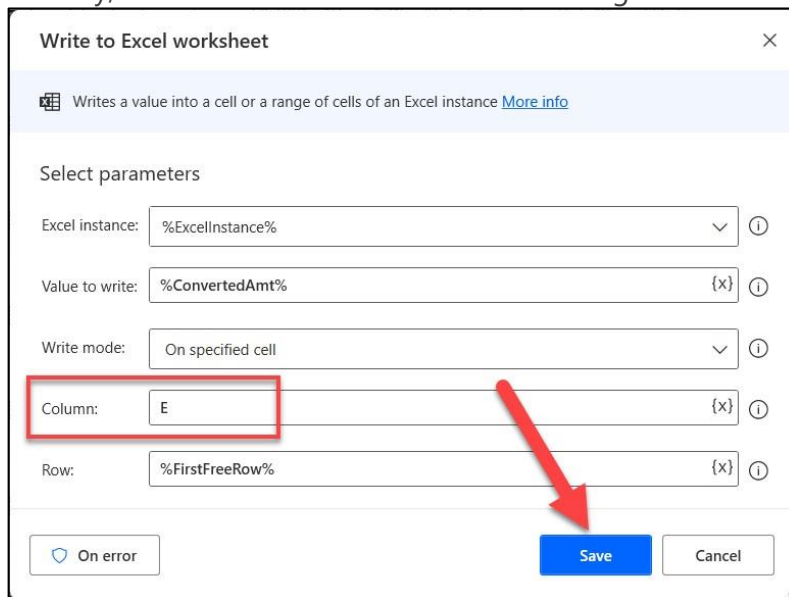 Write to Excel worksheet
Writes a value into a cell or a range of cells of an Excel instance More info
Select parameters
Excel instance: %ExcelInstance%
Value to write: %ConvertedAmt% {x}
Write mode: On specified cell
Column: E {x}
Row: %FirstFreeRow% {x}
On error Save Cancel